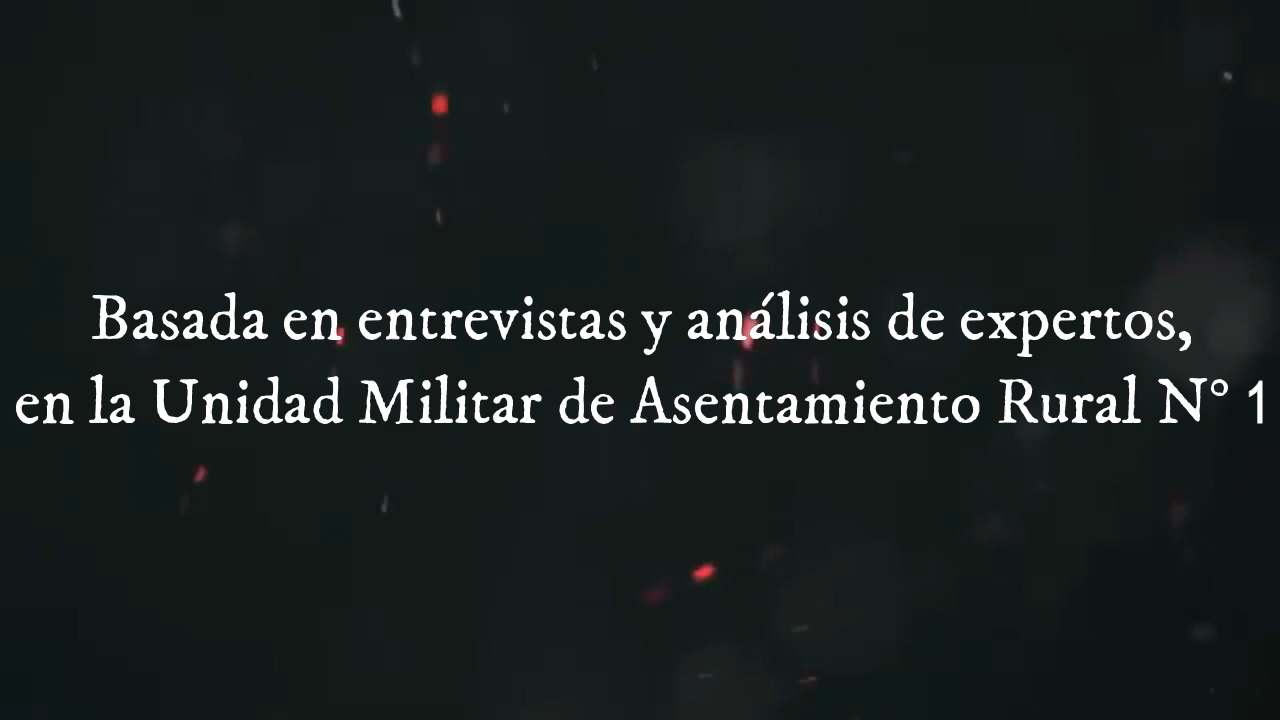 Basada en entrevistas y análisis de expertos,
en la Unidad Militar de Asentamiento Rural N° 1